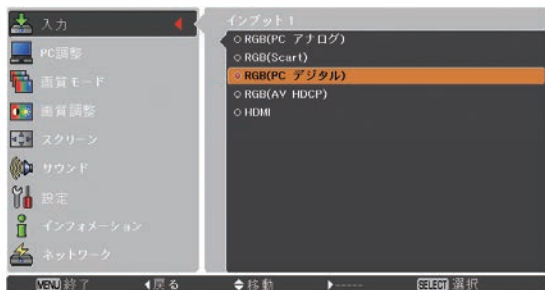 入力
PC調整
画質モード
画質調整
スクリーン
サウンド
設定
インフォメーション
ネットワーク
インプット1
RGB(PC アナログ)
RGB(Scart)
RGB(PC デジタル)
RGB(AV HDCP)
HDMI
MENU 終了 戻る 移動 ----- SELECT 選択